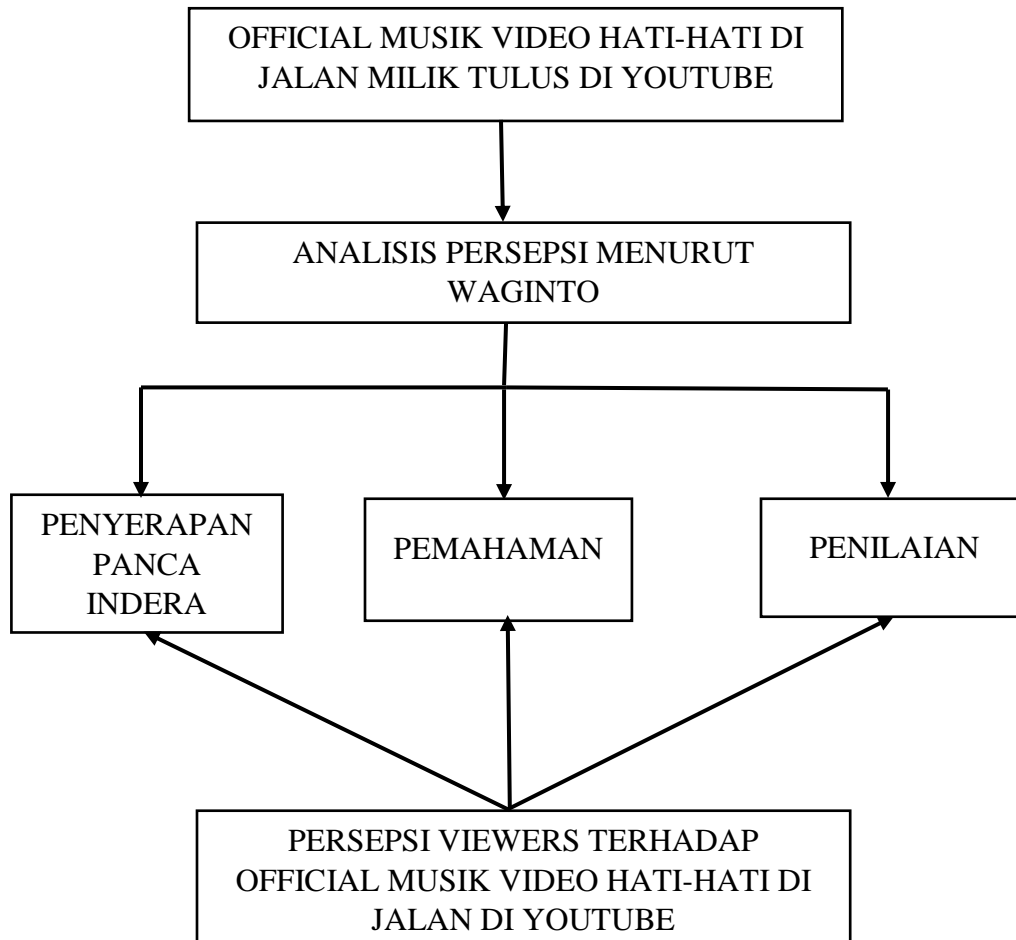 OFFICIAL MUSIK VIDEO HATI-HATI DI
JALAN MILIK TULUS DI YOUTUBE
ANALISIS PERSEPSI MENURUT
WAGINTO
PENYERAPAN
PANCA
INDERA
PEMAHAMAN
PENILAIAN
PERSEPSI VIEWERS TERHADAP
OFFICIAL MUSIK VIDEO HATI-HATI DI
JALAN DI YOUTUBE